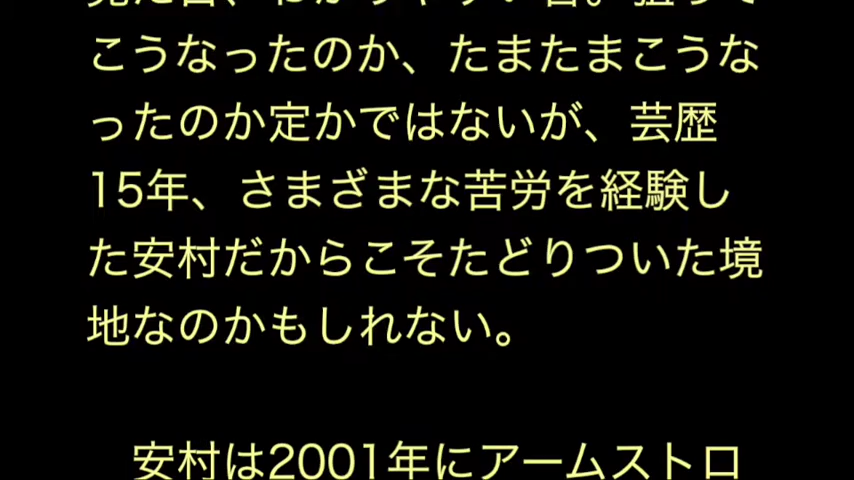 こうなったのか、たまたまこうな
ったのか定かではないが、芸歴
15年、さまざまな苦労を経験し
た安村だからこそたどりついた境
地なのかもしれない。
安村は2001年にアームストロ